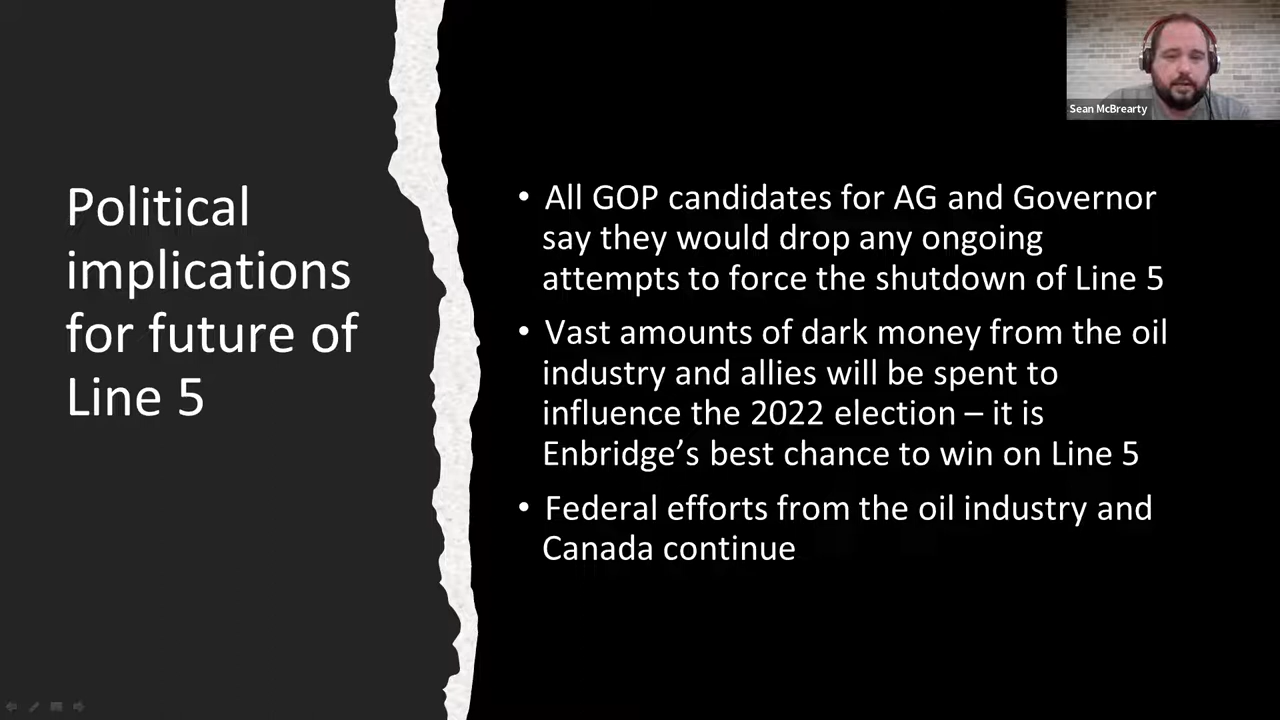 Sean McBrearty
Political
implications
for future of
Line 5
• All GOP candidates for AG and Governor
say they would drop any ongoing
attempts to force the shutdown of Line 5
• Vast amounts of dark money from the oil
industry and allies will be spent to
influence the 2022 election – it is
Enbridge’s best chance to win on Line 5
• Federal efforts from the oil industry and
Canada continue